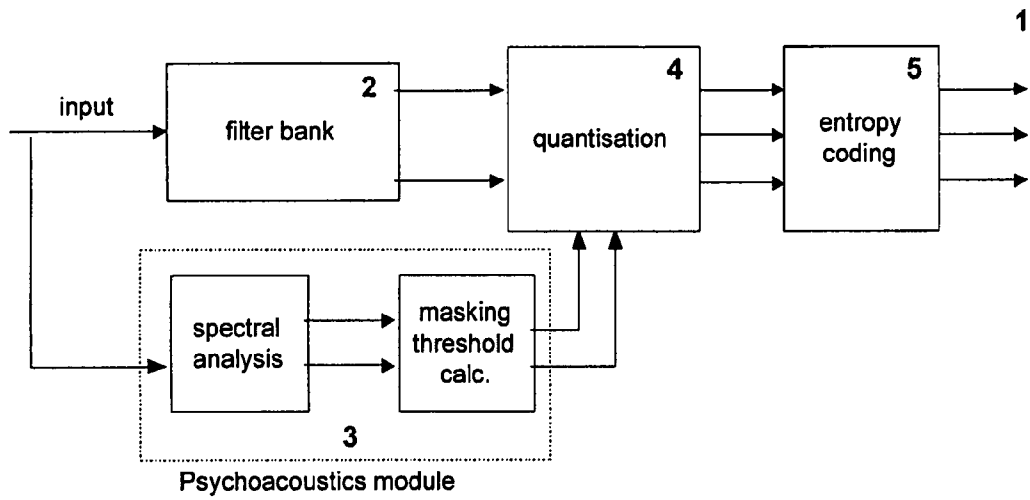 1
2
4
5
input
filter bank
quantisation
entropy
coding
spectral
analysis
masking
threshold
calc.
3
Psychoacoustics module